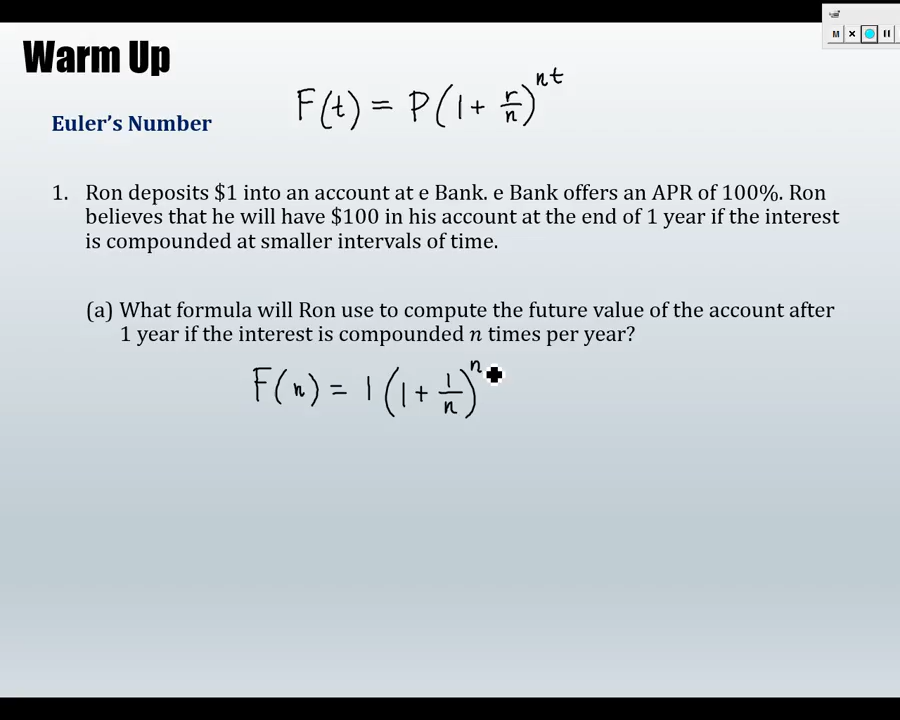 Warm Up
F(t) = P(1 + r/n)^nt
Euler's Number
1. Ron deposits $1 into an account at e Bank. e Bank offers an APR of 100%. Ron
believes that he will have $100 in his account at the end of 1 year if the interest
is compounded at smaller intervals of time.
(a) What formula will Ron use to compute the future value of the account after
1 year if the interest is compounded n times per year?
F(n) = 1(1 + 1/n)^n
M